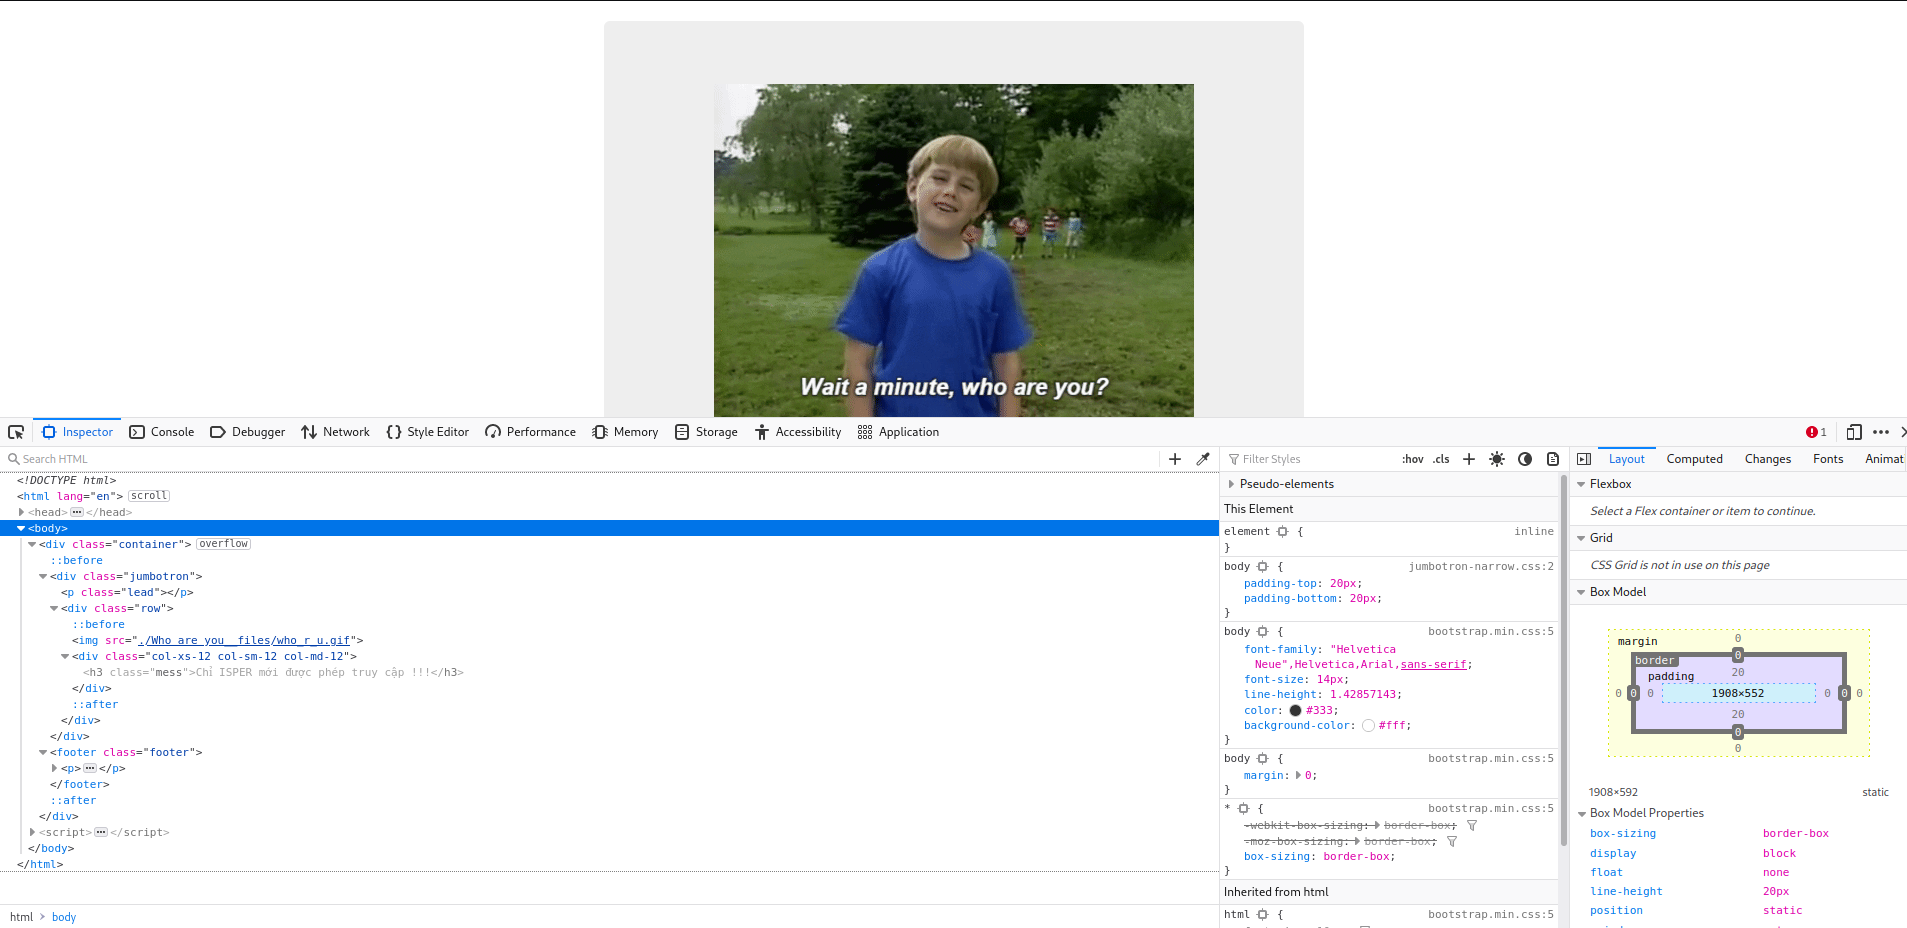 Wait a minute, who are you?
Inspector Console Debugger Network Style Editor Performance Memory Storage Accessibility Application 1
Search HTML
<!DOCTYPE html>
<html lang="en"> scroll
<head> </head>
<body>
<div class="container"> overflow
::before
<div class="jumbotron">
<p class="lead"></p>
<div class="row">
::before
<img src="./Who are you__files/who_r_u.gif">
<div class="col-xs-12 col-sm-12 col-md-12">
<h3 class="mess">Chỉ ISPER mới được phép truy cập !!!</h3>
</div>
::after
</div>
</div>
<footer class="footer">
<p> </p>
</footer>
::after
</div>
<script> </script>
</body>
</html>
html > body
Filter Styles :hov .cls
Pseudo-elements
This Element
element { inline
}
body { jumbotron-narrow.css:2
padding-top: 20px;
padding-bottom: 20px;
}
body { bootstrap.min.css:5
font-family: "Helvetica
Neue",Helvetica,Arial,sans-serif;
font-size: 14px;
line-height: 1.42857143;
color: #333;
background-color: #fff;
}
body { bootstrap.min.css:5
margin: 0;
}
* { bootstrap.min.css:5
-webkit-box-sizing: border-box;
-moz-box-sizing: border-box;
box-sizing: border-box;
}
Inherited from html
html { bootstrap.min.css:5
Layout Computed Changes Fonts Animat
Flexbox
Select a Flex container or item to continue.
Grid
CSS Grid is not in use on this page
Box Model
margin 0
border 0
padding 20
0 0 0 1908×552 0 0 0
20
0
0
1908×592 static
Box Model Properties
box-sizing border-box
display block
float none
line-height 20px
position static